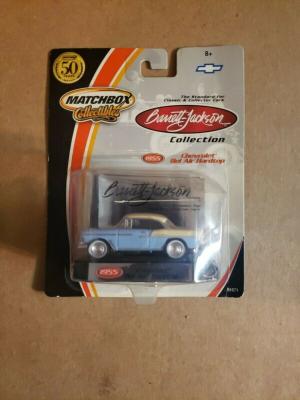 50
8+
MATCHBOX
Collectibles
The Standard For
Classic & Collector Cars
Barrett-Jackson
Collection
1955
Chevrolet
Bel Air Hardtop
Barrett-Jackson
1955